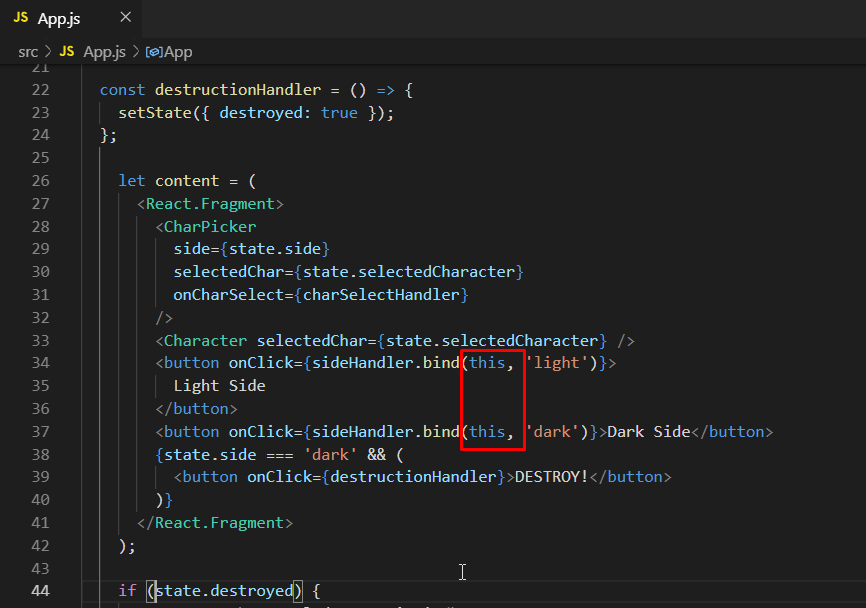 JS App.js ×
src > JS App.js > App
21
22 const destructionHandler = () => {
23 setState({ destroyed: true });
24 };
25
26 let content = (
27 <React.Fragment>
28 <CharPicker
29 side={state.side}
30 selectedChar={state.selectedCharacter}
31 onCharSelect={charSelectHandler}
32 />
33 <Character selectedChar={state.selectedCharacter} />
34 <button onClick={sideHandler.bind(this, 'light')}>
35 Light Side
36 </button>
37 <button onClick={sideHandler.bind(this, 'dark')}>Dark Side</button>
38 {state.side === 'dark' && (
39 <button onClick={destructionHandler}>DESTROY!</button>
40 )}
41 </React.Fragment>
42 );
43
44 if (state.destroyed) {